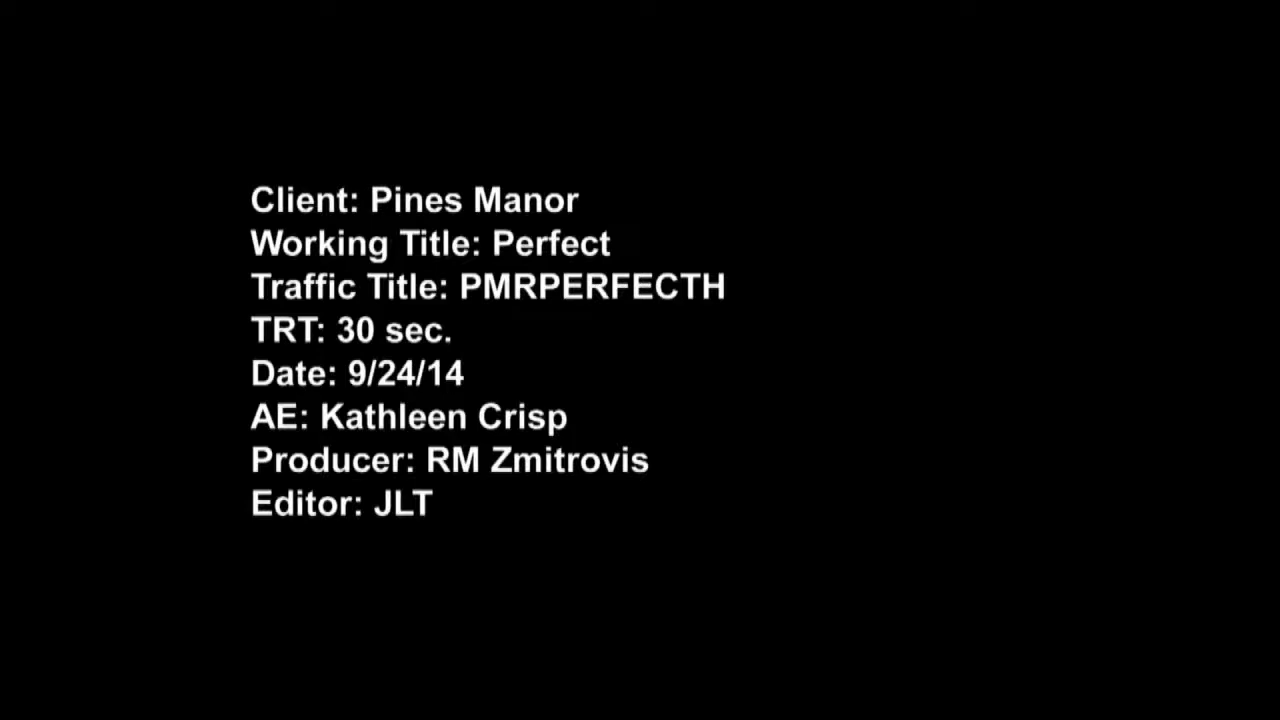 Client: Pines Manor
Working Title: Perfect
Traffic Title: PMRPERFECTH
TRT: 30 sec.
Date: 9/24/14
AE: Kathleen Crisp
Producer: RM Zmitrovis
Editor: JLT